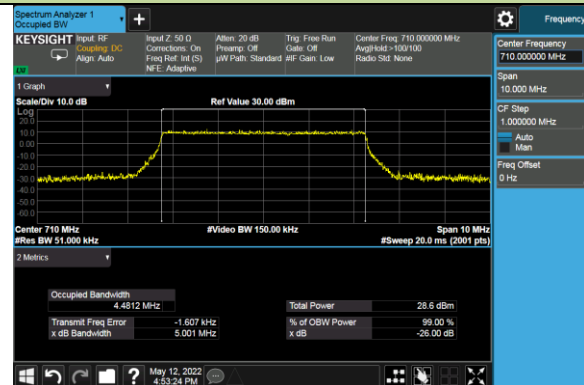 Spectrum Analyzer 1
Occupied BW
Frequency
KEYSIGHT
Input: RF
Coupling: DC
Align: Auto
Input Z: 50 Ω
Corrections: On
Freq Ref: Int (S)
NFE: Adaptive
Atten: 20 dB
Preamp: Off
µW Path: Standard
Trig: Free Run
Gate: Off
#IF Gain: Low
Center Freq: 710.000000 MHz
Avg|Hold:>100/100
Radio Std: None
Center Frequency
710.000000 MHz
Span
10.000 MHz
CF Step
1.000000 MHz
Auto
Man
Freq Offset
0 Hz
1 Graph
Scale/Div 10.0 dB
Ref Value 30.00 dBm
Log
20.0
10.0
0.00
-10.0
-20.0
-30.0
-40.0
-50.0
-60.0
Center 710 MHz
#Video BW 150.00 kHz
Span 10 MHz
#Res BW 51.000 kHz
#Sweep 20.0 ms (2001 pts)
2 Metrics
Occupied Bandwidth
4.4812 MHz
Total Power
28.6 dBm
Transmit Freq Error
-1.607 kHz
% of OBW Power
99.00 %
x dB Bandwidth
5.001 MHz
x dB
-26.00 dB
?
May 12, 2022
4:53:24 PM